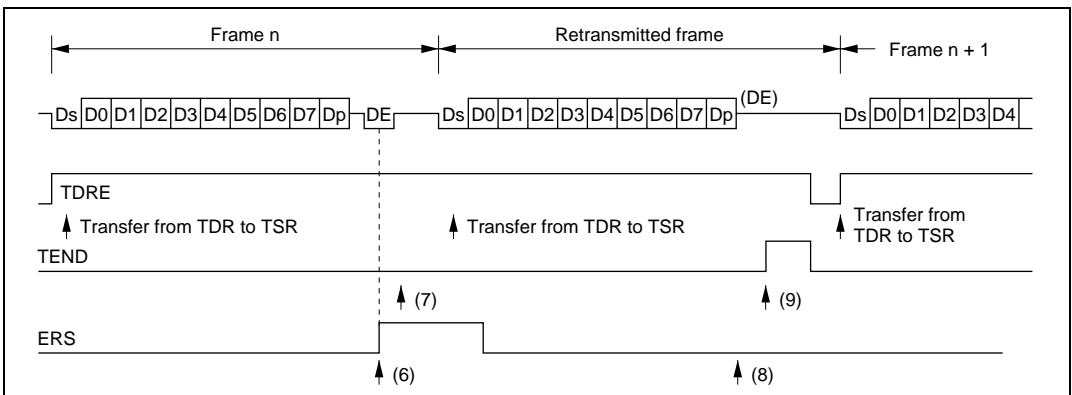 Frame n Retransmitted frame Frame n + 1
(DE)
Ds D0 D1 D2 D3 D4 D5 D6 D7 Dp DE Ds D0 D1 D2 D3 D4 D5 D6 D7 Dp Ds D0 D1 D2 D3 D4
TDRE
Transfer from TDR to TSR Transfer from TDR to TSR Transfer from
TDR to TSR
TEND
(7) (9)
ERS
(6) (8)